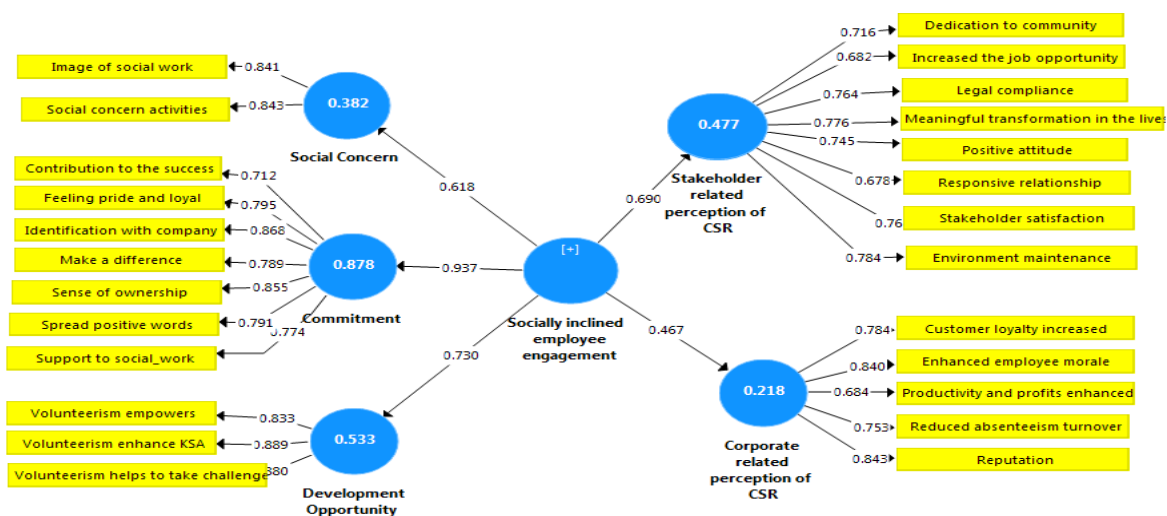 Image of social work
0.841
Social concern activities
0.843
0.382
Social Concern
0.618
Contribution to the success
0.712
Feeling pride and loyal
0.795
Identification with company
0.868
Make a difference
0.789
Sense of ownership
0.855
Spread positive words
0.791
0.774
Support to social_work
0.878
Commitment
0.937
[+]
Socially inclined
employee
engagement
0.730
Volunteerism empowers
0.833
Volunteerism enhance KSA
0.889
Volunteerism helps to take challenge
380
0.533
Development
Opportunity
0.690
0.477
Stakeholder
related
perception of
CSR
0.716
Dedication to community
0.682
Increased the job opportunity
0.764
Legal compliance
0.776
Meaningful transformation in the lives
0.745
Positive attitude
0.678
Responsive relationship
0.76
Stakeholder satisfaction
0.784
Environment maintenance
0.467
0.218
Corporate
related
perception of
CSR
0.784
Customer loyalty increased
0.840
Enhanced employee morale
0.684
Productivity and profits enhanced
0.753
Reduced absenteeism turnover
0.843
Reputation